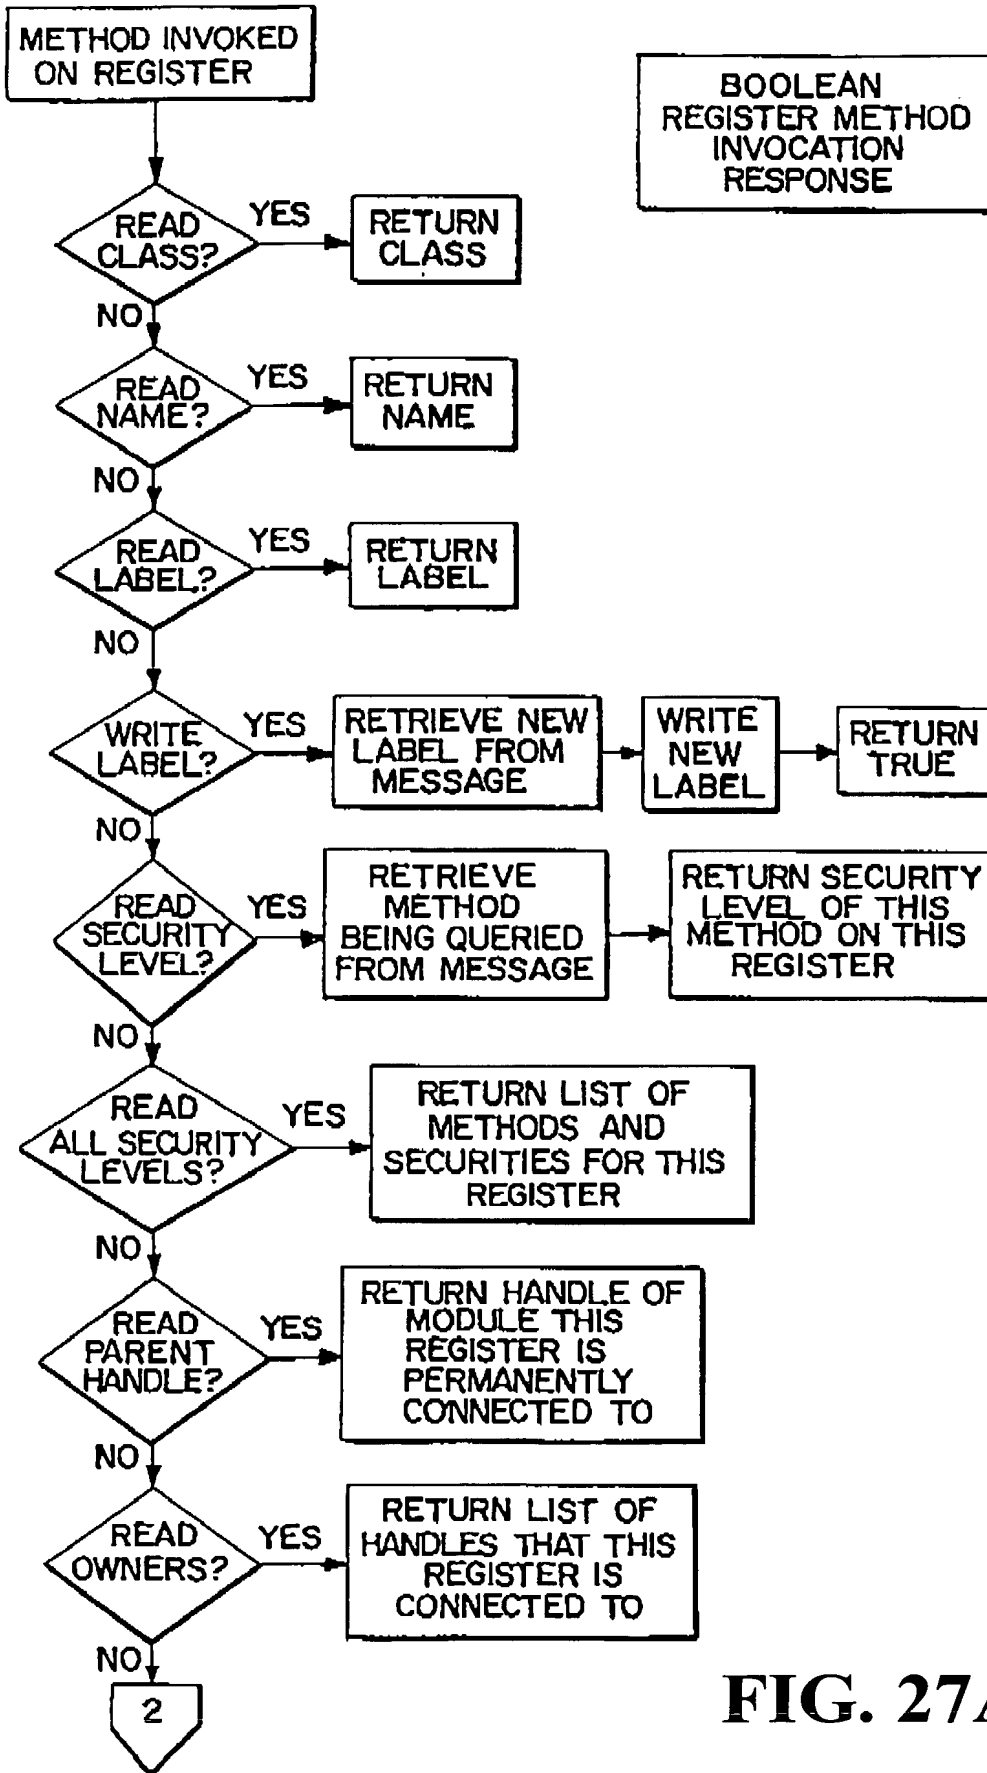 METHOD INVOKED
ON REGISTER
BOOLEAN
REGISTER METHOD
INVOCATION
RESPONSE
READ
CLASS?
YES
RETURN
CLASS
NO
READ
NAME?
YES
RETURN
NAME
NO
READ
LABEL?
YES
RETURN
LABEL
NO
WRITE
LABEL?
YES
RETRIEVE NEW
LABEL FROM
MESSAGE
WRITE
NEW
LABEL
RETURN
TRUE
NO
READ
SECURITY
LEVEL?
YES
RETRIEVE
METHOD
BEING QUERIED
FROM MESSAGE
RETURN SECURITY
LEVEL OF THIS
METHOD ON THIS
REGISTER
NO
READ
ALL SECURITY
LEVELS?
YES
RETURN LIST OF
METHODS AND
SECURITIES FOR THIS
REGISTER
NO
READ
PARENT
HANDLE?
YES
RETURN HANDLE OF
MODULE THIS
REGISTER IS
PERMANENTLY
CONNECTED TO
NO
READ
OWNERS?
YES
RETURN LIST OF
HANDLES THAT THIS
REGISTER IS
CONNECTED TO
NO
2
FIG. 27A